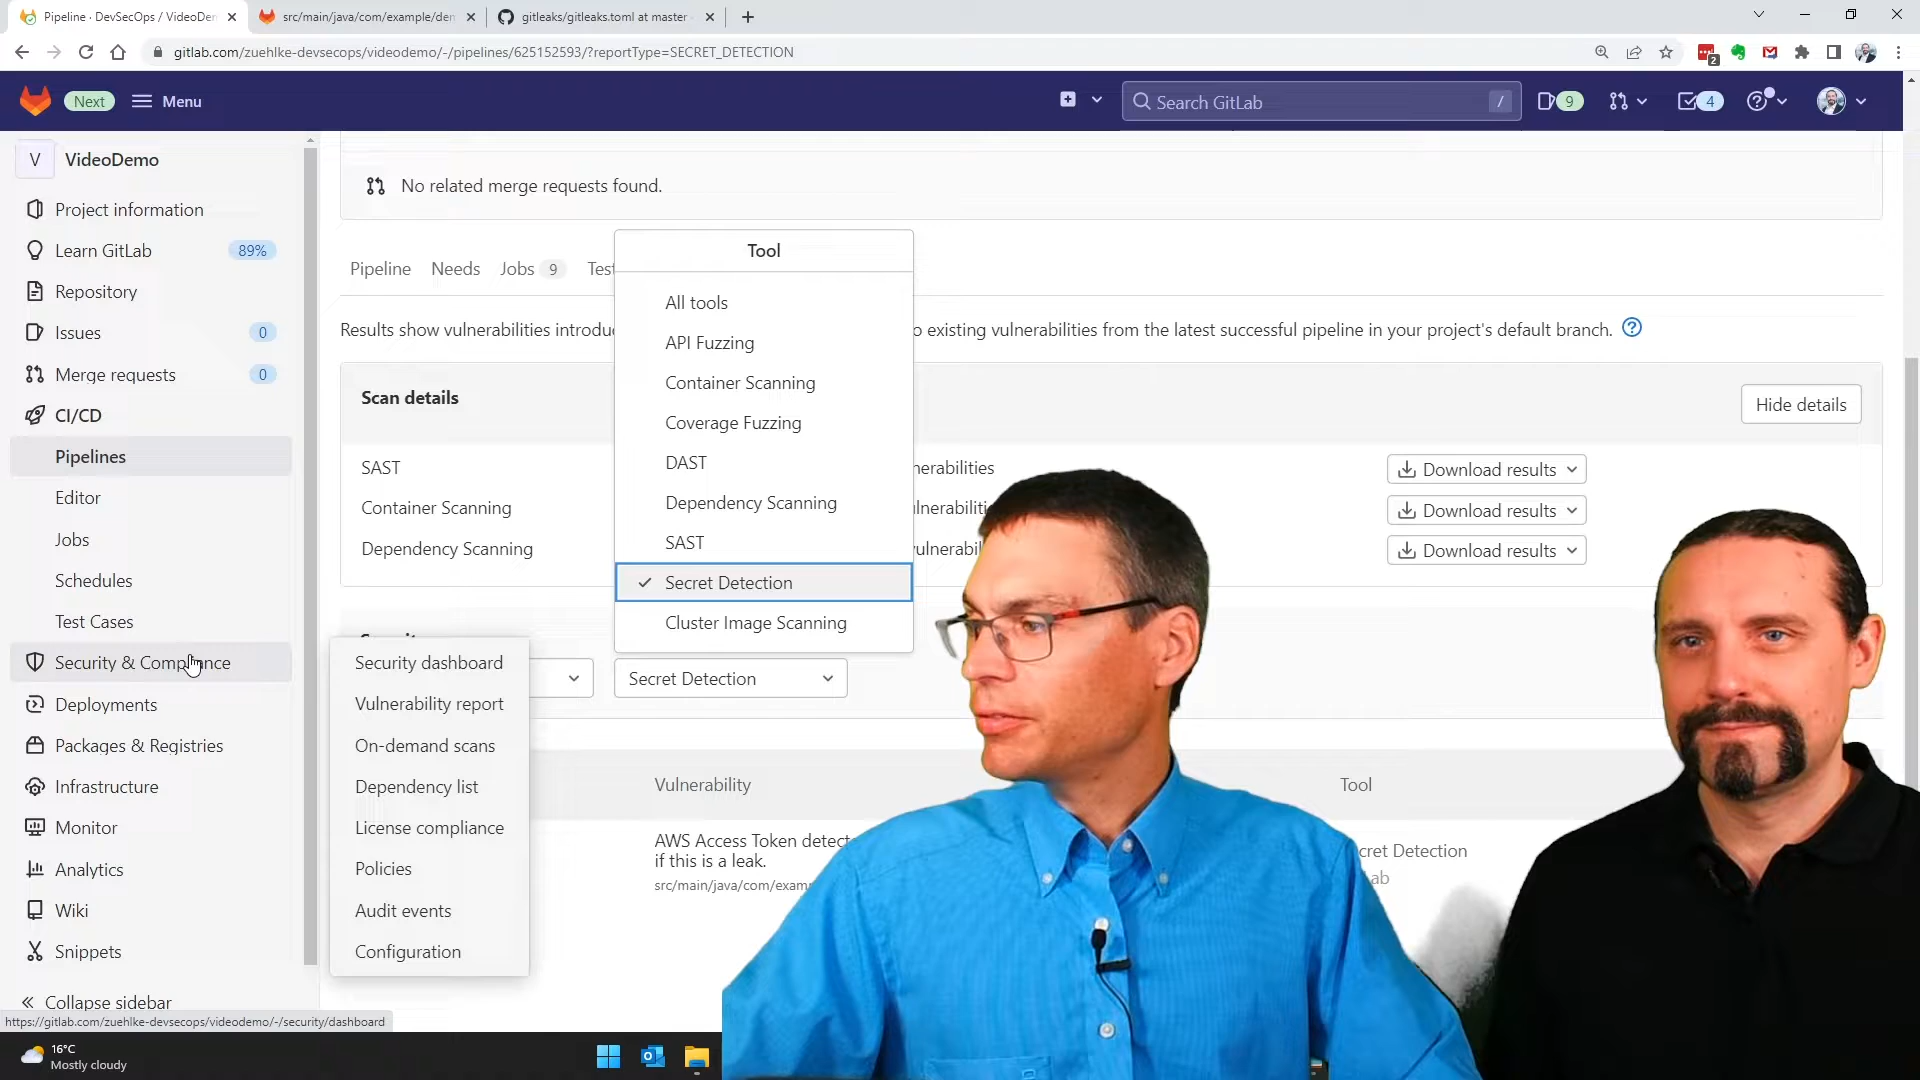 Pipeline · DevSecOps / VideoDer
src/main/java/com/example/der
gitleaks/gitleaks.toml at master
gitlab.com/zuehlke-devsecops/videodemo/-/pipelines/625152593/?reportType=SECRET_DETECTION
2
Next
Menu
Search GitLab
/
9
4
V
VideoDemo
Project information
Learn GitLab
89%
Repository
Issues
0
Merge requests
0
CI/CD
Pipelines
Editor
Jobs
Schedules
Test Cases
Security & Compliance
Deployments
Packages & Registries
Infrastructure
Monitor
Analytics
Wiki
Snippets
Collapse sidebar
https://gitlab.com/zuehlke-devsecops/videodemo/-/security/dashboard
Security dashboard
Vulnerability report
On-demand scans
Dependency list
License compliance
Policies
Audit events
Configuration
No related merge requests found.
Pipeline
Needs
Jobs 9
Test
Tool
All tools
API Fuzzing
Container Scanning
Coverage Fuzzing
DAST
Dependency Scanning
SAST
Secret Detection
Cluster Image Scanning
Results show vulnerabilities introdu
o existing vulnerabilities from the latest successful pipeline in your project's default branch.
Scan details
Hide details
SAST
nerabilities
Download results
Container Scanning
Download results
Dependency Scanning
Download results
Secret Detection
Vulnerability
Tool
AWS Access Token detect
if this is a leak.
src/main/java/com/exam
cret Detection
ab
16°C
Mostly cloudy